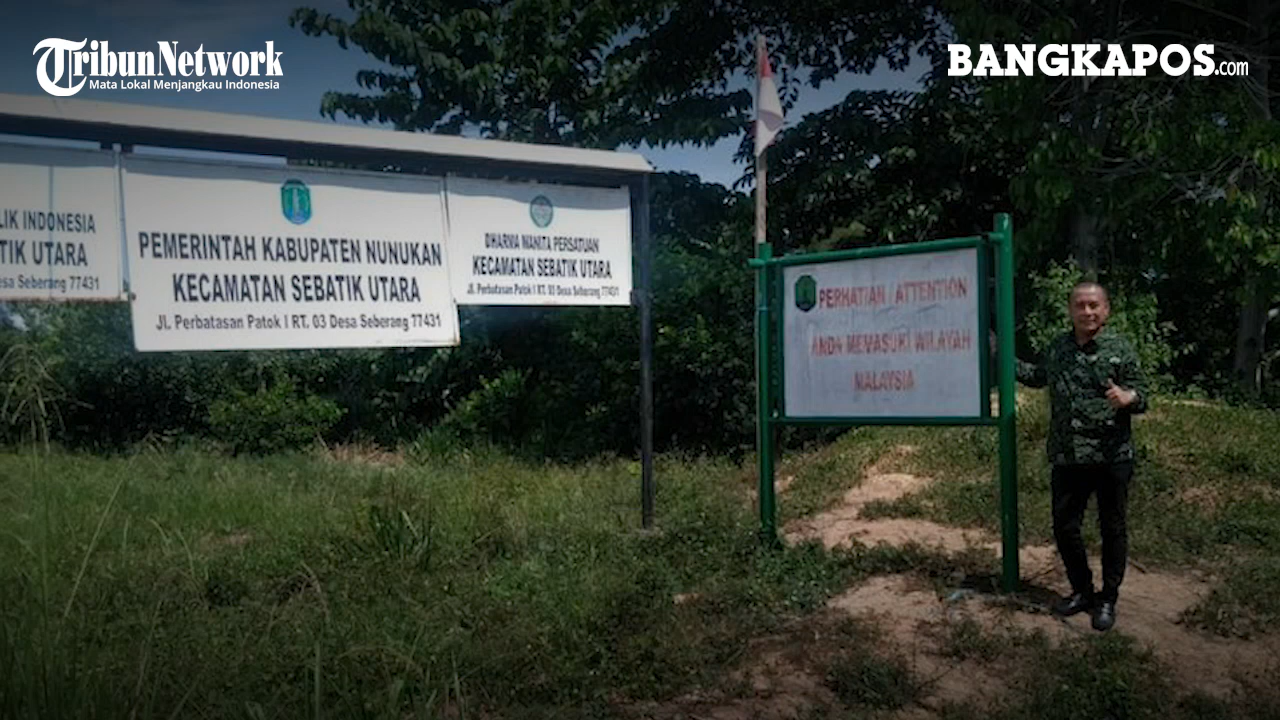 TribunNetwork
Mata Lokal Menjangkau Indonesia
BANGKAPOS.com
LIK INDONESIA
TIK UTARA
esa Seberang 77431
PEMERINTAH KABUPATEN NUNUKAN
KECAMATAN SEBATIK UTARA
JL. Perbatasan Patok I RT. 03 Desa Seberang 77431
DHARMA WANITA PERSATUAN
KECAMATAN SEBATIK UTARA
Jl. Perbatasan Patok I RT. 03 Desa Seberang 77431
PERHATIAN / ATTENTION
ANDA MEMASUKI WILAYAH
MALAYSIA